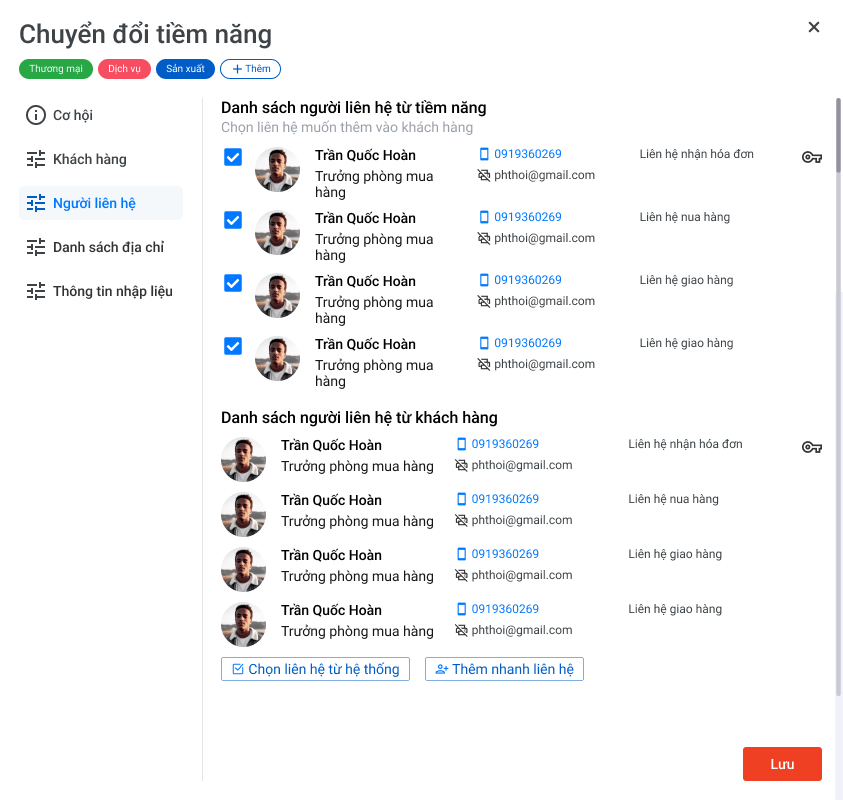 Chuyển đổi tiềm năng
Thương mại Dịch vụ Sản xuất Thêm
Cơ hội
Khách hàng
Người liên hệ
Danh sách địa chỉ
Thông tin nhập liệu
Danh sách người liên hệ từ tiềm năng
Chọn liên hệ muốn thêm vào khách hàng
Trần Quốc Hoàn 0919360269 Liên hệ nhận hóa đơn
Trưởng phòng mua phthoi@gmail.com
hàng
Trần Quốc Hoàn 0919360269 Liên hệ nua hàng
Trưởng phòng mua phthoi@gmail.com
hàng
Trần Quốc Hoàn 0919360269 Liên hệ giao hàng
Trưởng phòng mua phthoi@gmail.com
hàng
Trần Quốc Hoàn 0919360269 Liên hệ giao hàng
Trưởng phòng mua phthoi@gmail.com
hàng
Danh sách người liên hệ từ khách hàng
Trần Quốc Hoàn 0919360269 Liên hệ nhận hóa đơn
Trưởng phòng mua hàng phthoi@gmail.com
Trần Quốc Hoàn 0919360269 Liên hệ nua hàng
Trưởng phòng mua hàng phthoi@gmail.com
Trần Quốc Hoàn 0919360269 Liên hệ giao hàng
Trưởng phòng mua hàng phthoi@gmail.com
Trần Quốc Hoàn 0919360269 Liên hệ giao hàng
Trưởng phòng mua hàng phthoi@gmail.com
Chọn liên hệ từ hệ thống Thêm nhanh liên hệ
Lưu